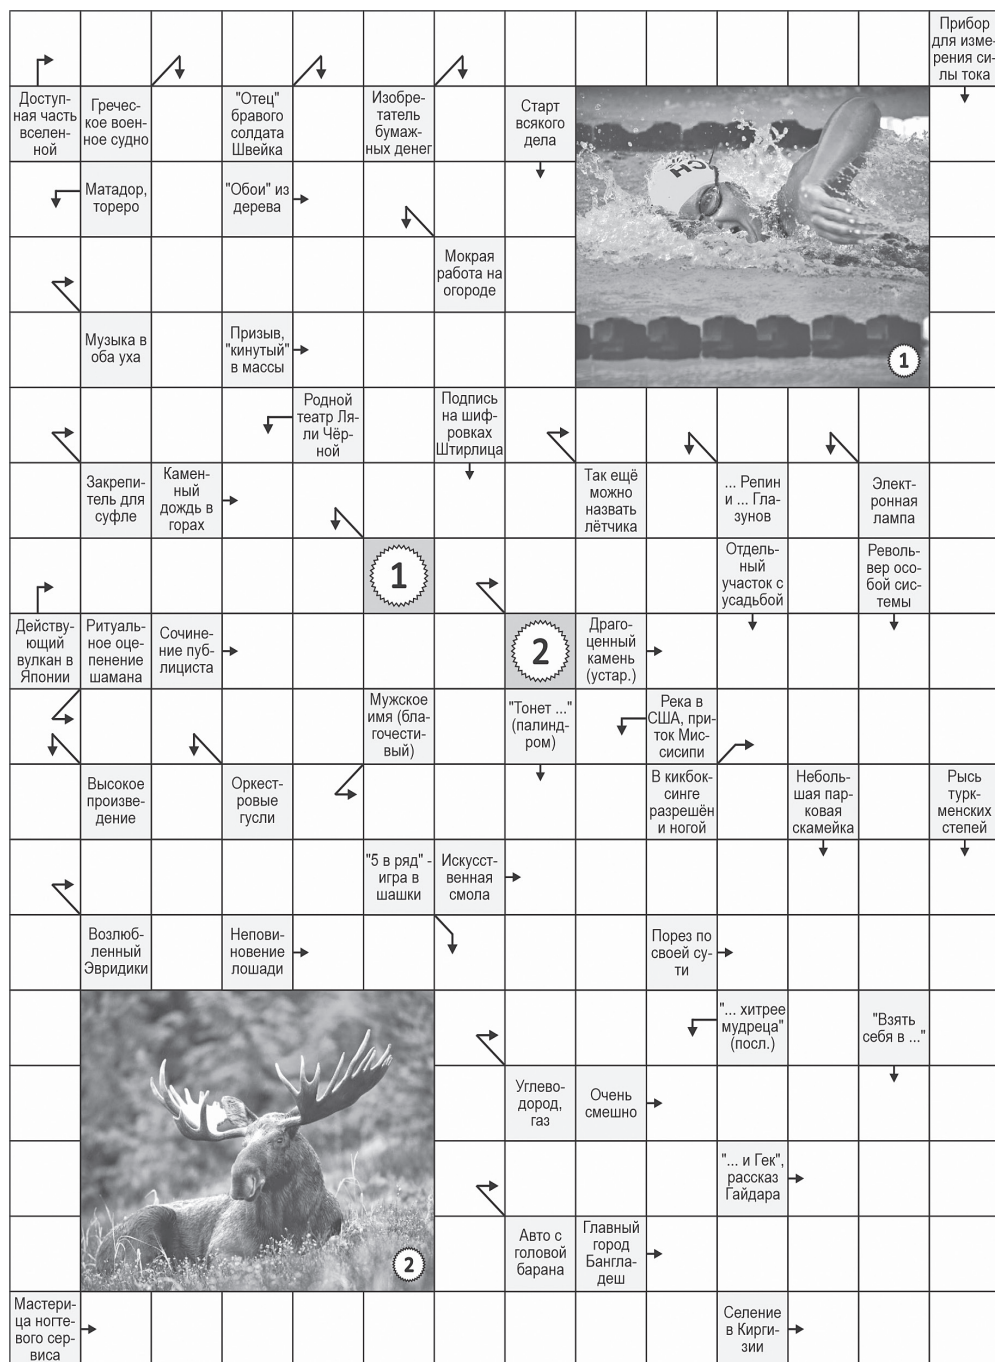 Прибор
для изме-
рения си-
лы тока
Доступ-
ная часть
вселен-
ной
Гречес-
кое воен-
ное судно
"Отец"
бравого
солдата
Швейка
Изобре-
татель
бумаж-
ных денег
Старт
всякого
дела
Матадор,
тореро
"Обои" из
дерева
Мокрая
работа на
огороде
Музыка в
оба уха
Призыв,
"кинутый"
в массы
1
Родной
театр Ля-
ли Чёр-
ной
Подпись
на шиф-
ровках
Штирлица
Закрепи-
тель для
суфле
Камен-
ный
дождь в
горах
Так ещё
можно
назвать
лётчика
... Репин
и ... Гла-
зунов
Элект-
ронная
лампа
1
Отдель-
ный
участок с
усадьбой
Револь-
вер осо-
бой сис-
темы
Действу-
ющий
вулкан в
Японии
Ритуаль-
ное оце-
пенение
шамана
Сочине-
ние пуб-
лициста
2
Драго-
ценный
камень
(устар.)
Мужское
имя (бла-
гочести-
вый)
"Тонет ..."
(палинд-
ром)
Река в
США, при-
ток Мис-
сисипи
Высокое
произве-
дение
Оркест-
ровые
гусли
В кикбок-
синге
разрешён
и ногой
Неболь-
шая пар-
ковая
скамейка
Рысь
турк-
менских
степей
"5 в ряд" -
игра в
шашки
Искусст-
венная
смола
Возлюб-
ленный
Эвридики
Непови-
новение
лошади
Порез по
своей су-
ти
"... хитрее
мудреца"
(посл.)
"Взять
себя в ..."
Углево-
дород,
газ
Очень
смешно
"... и Гек",
рассказ
Гайдара
2
Авто с
головой
барана
Главный
город
Бангла-
деш
Мастери-
ца ногте-
вого сер-
виса
Селение
в Кирги-
зии